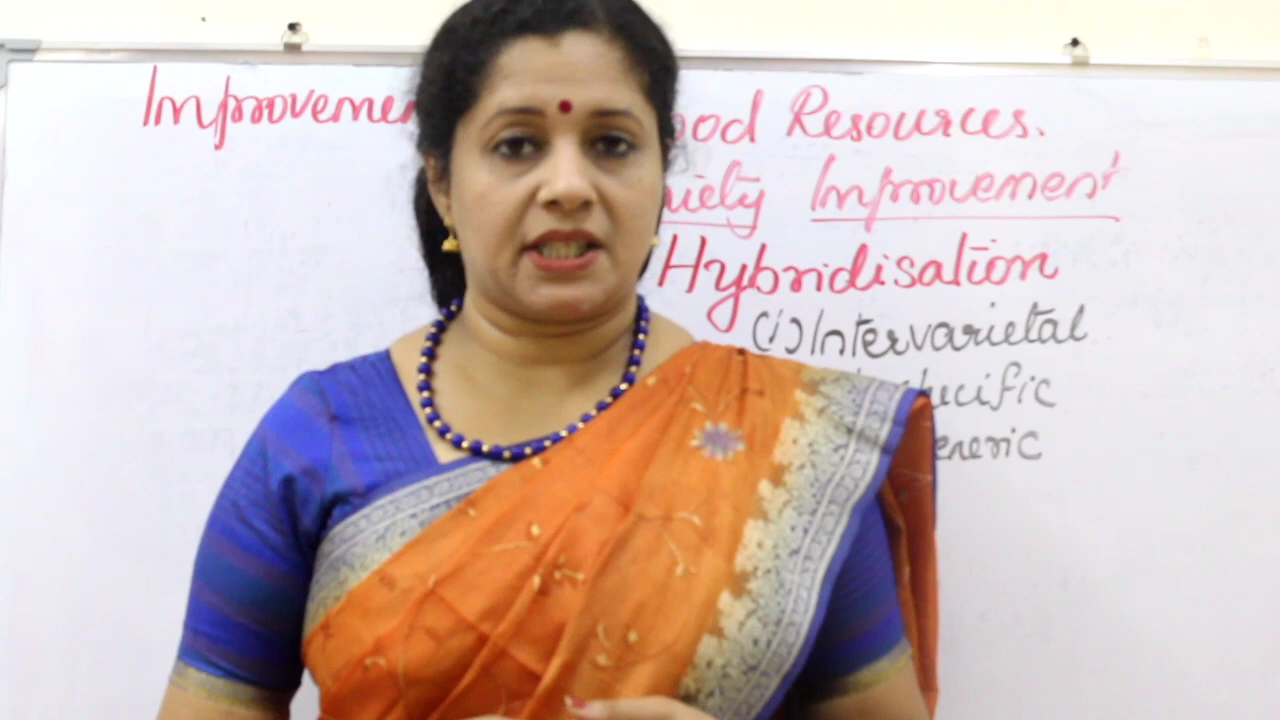 Improvemen ood Resources.
riety Improvement
Hybridisation
(i) Intervarietal
ecific
eneric